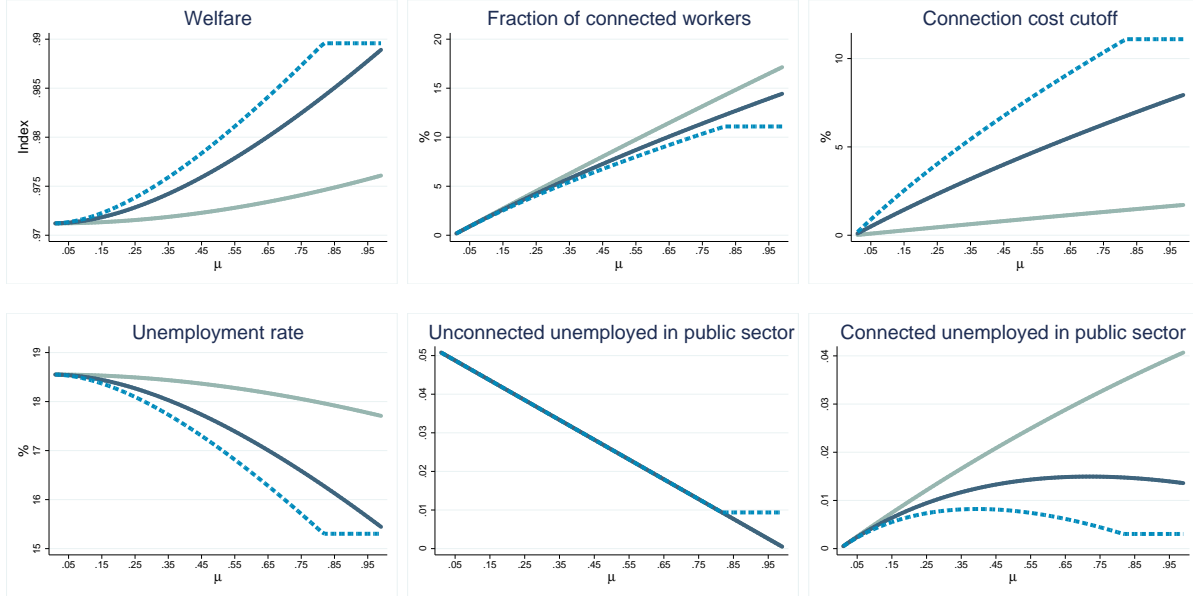 Welfare
Index
.97 .975 .98 .985 .99
.05 .15 .25 .35 .45 .55 .65 .75 .85 .95
μ
Fraction of connected workers
%
0 5 10 15 20
.05 .15 .25 .35 .45 .55 .65 .75 .85 .95
μ
Connection cost cutoff
%
0 5 10
.05 .15 .25 .35 .45 .55 .65 .75 .85 .95
μ
Unemployment rate
%
15 16 17 18 19
.05 .15 .25 .35 .45 .55 .65 .75 .85 .95
μ
Unconnected unemployed in public sector
0 .01 .02 .03 .04 .05
.05 .15 .25 .35 .45 .55 .65 .75 .85 .95
μ
Connected unemployed in public sector
0 .01 .02 .03 .04
.05 .15 .25 .35 .45 .55 .65 .75 .85 .95
μ